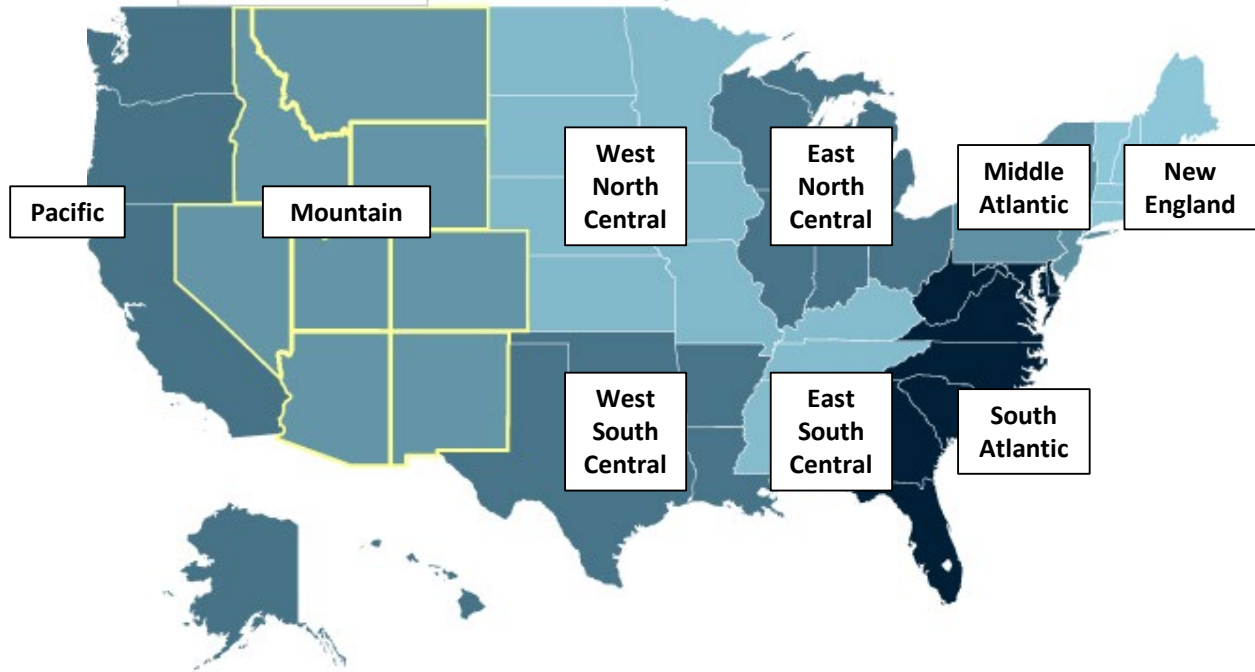 West
North
Central
East
North
Central
Middle
Atlantic
New
England
Pacific
Mountain
West
South
Central
East
South
Central
South
Atlantic